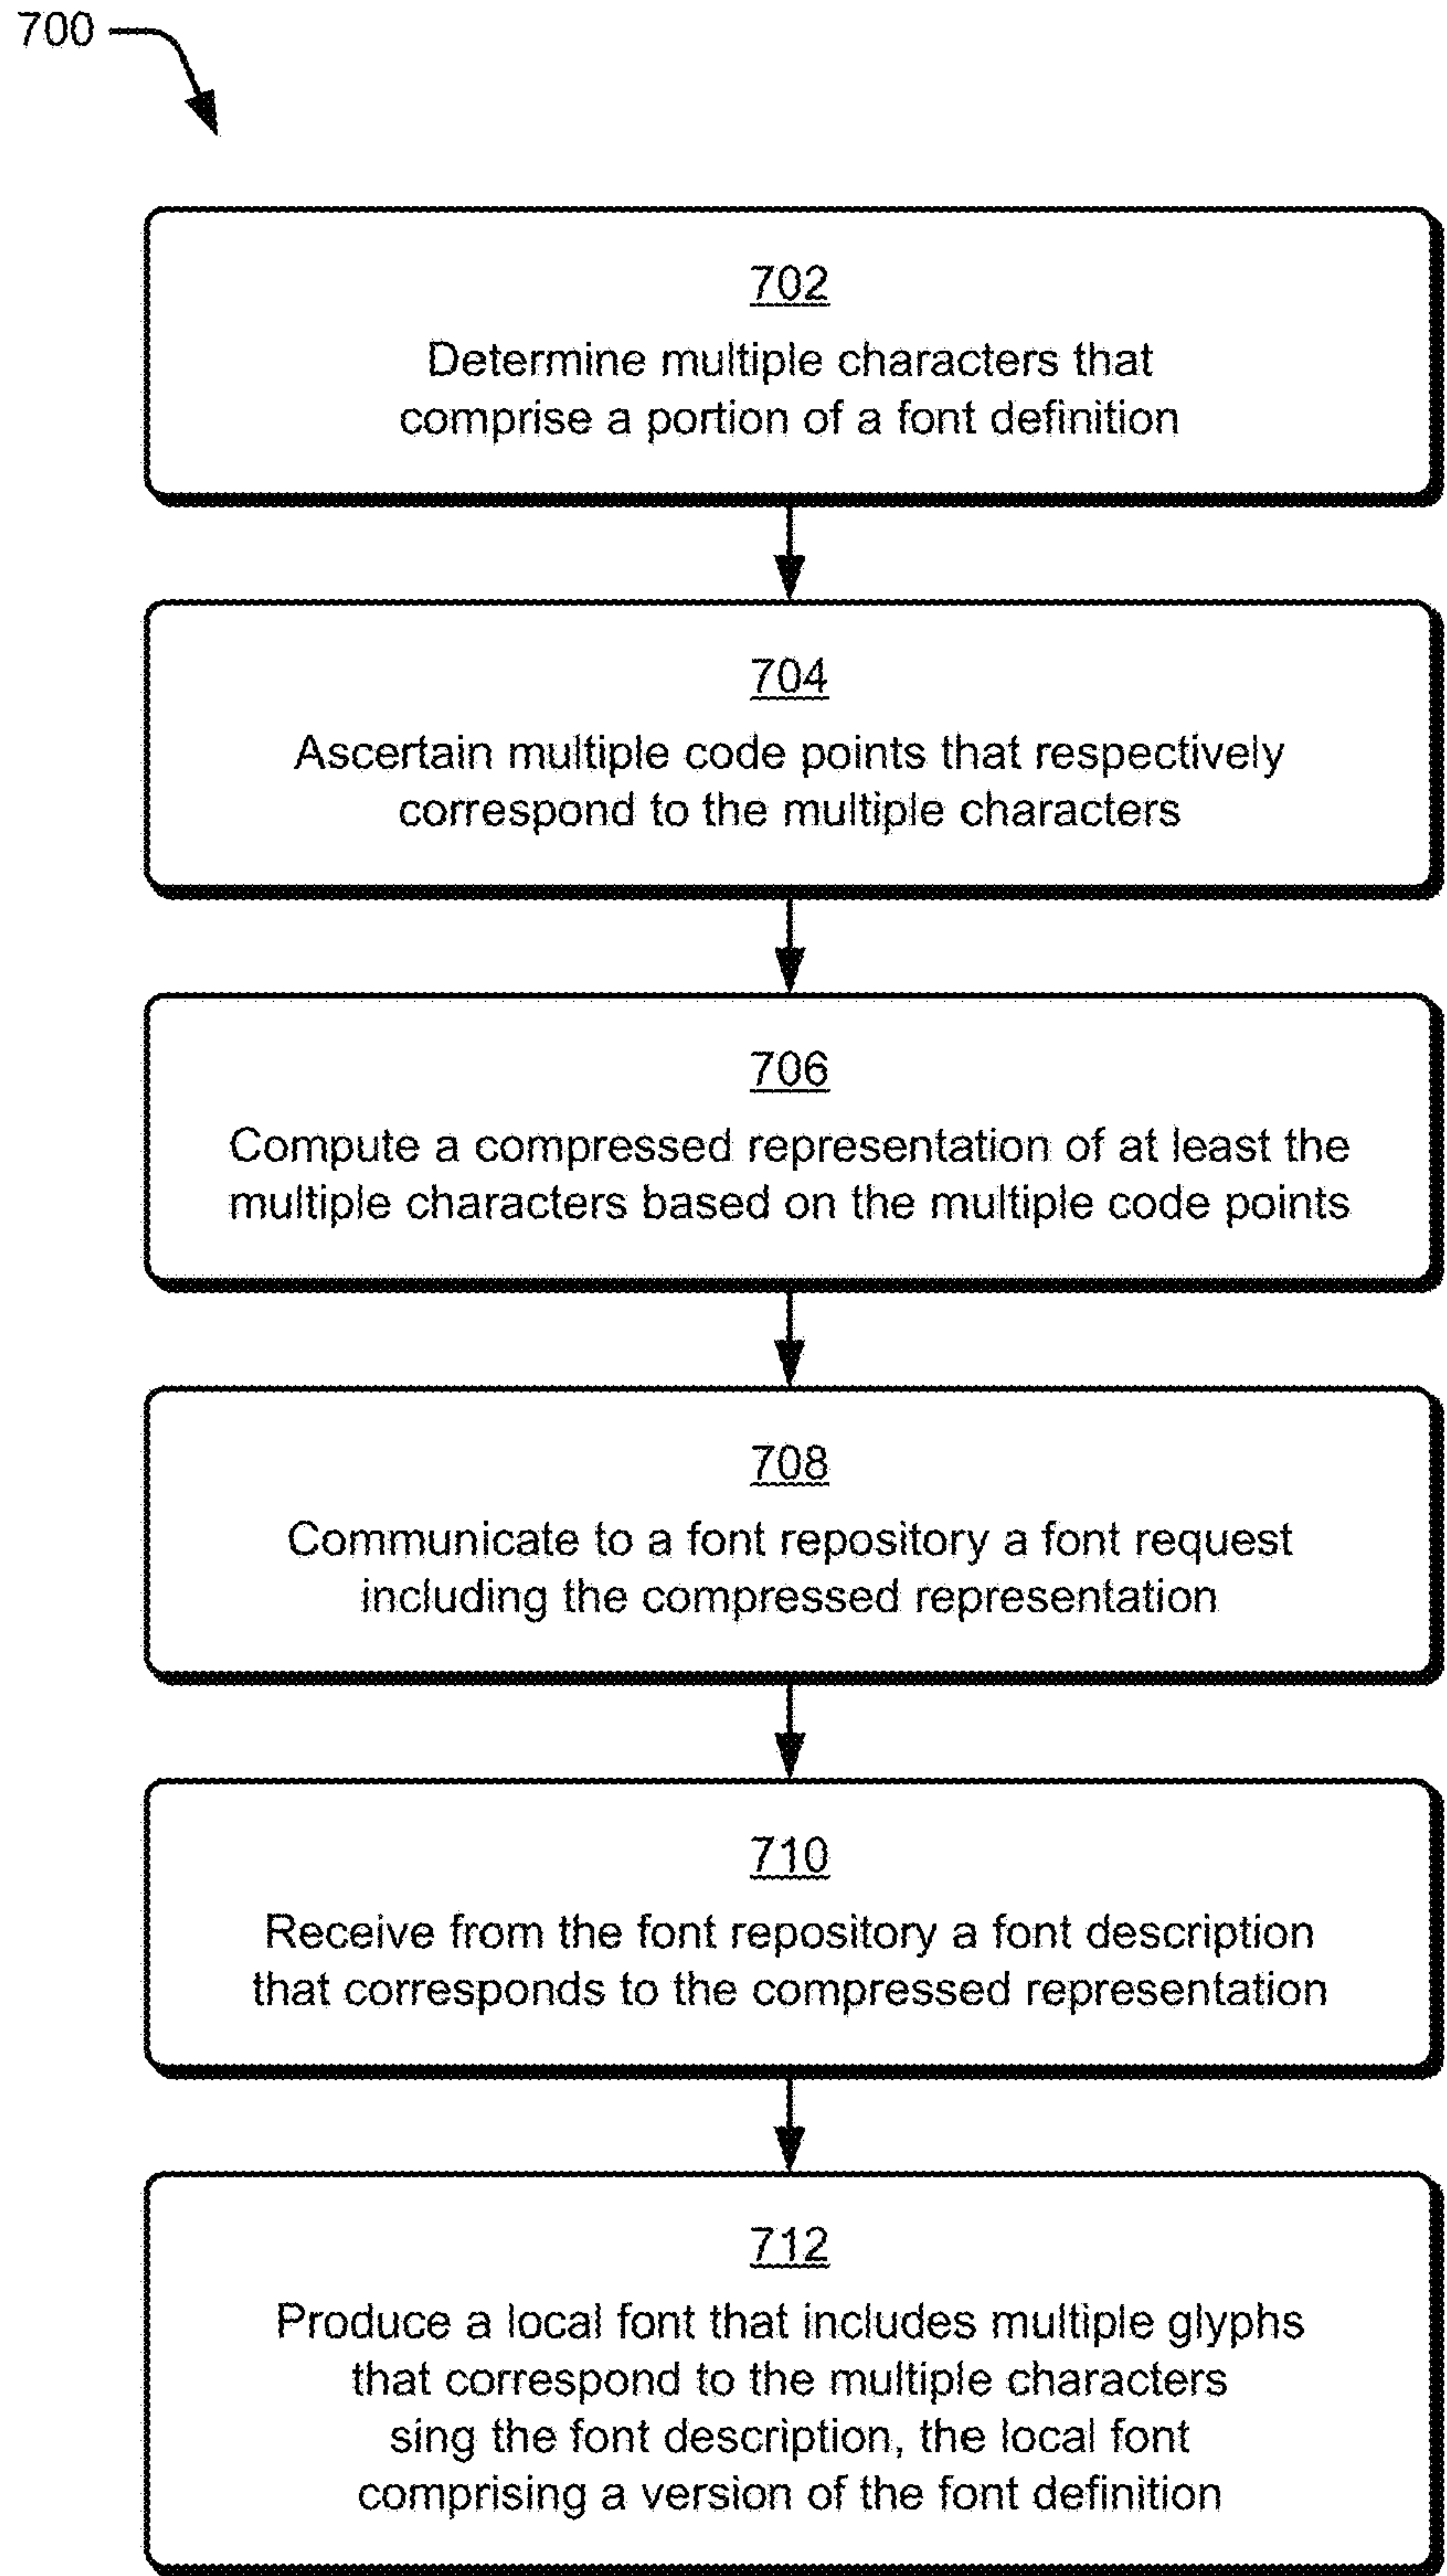 700
702
Determine multiple characters that
comprise a portion of a font definition
704
Ascertain multiple code points that respectively
correspond to the multiple characters
706
Compute a compressed representation of at least the
multiple characters based on the multiple code points
708
Communicate to a font repository a font request
including the compressed representation
710
Receive from the font repository a font description
that corresponds to the compressed representation
712
Produce a local font that includes multiple glyphs
that correspond to the multiple characters
sing the font description, the local font
comprising a version of the font definition